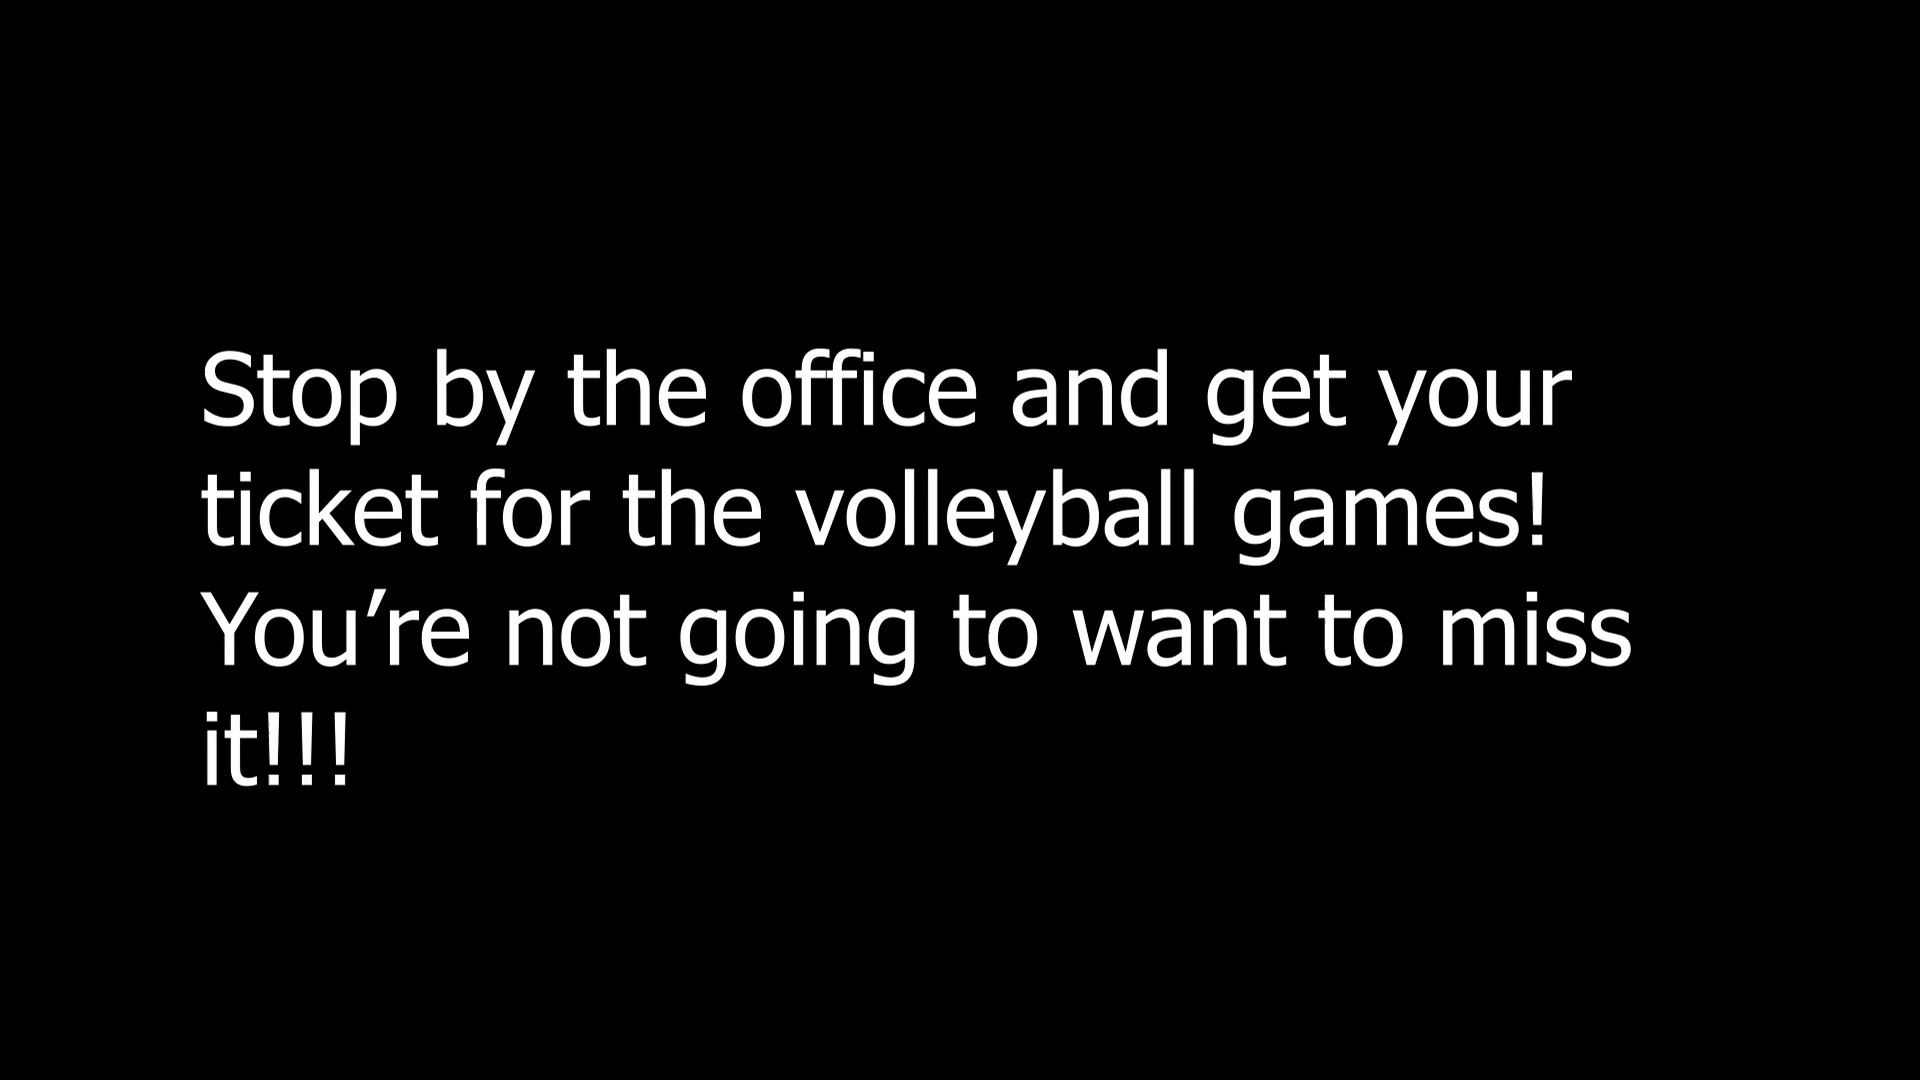 Stop by the office and get your
ticket for the volleyball games!
You’re not going to want to miss
it!!!